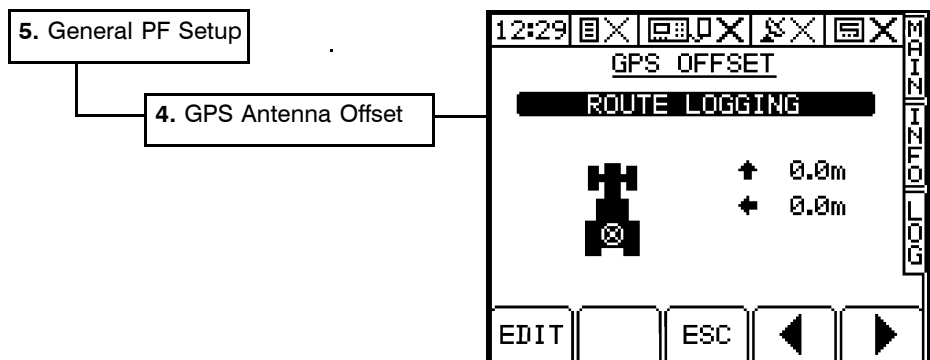 5. General PF Setup
4. GPS Antenna Offset
12:29
GPS OFFSET
ROUTE LOGGING
0.0m
0.0m
MAIN
INFO
LOG
EDIT
ESC